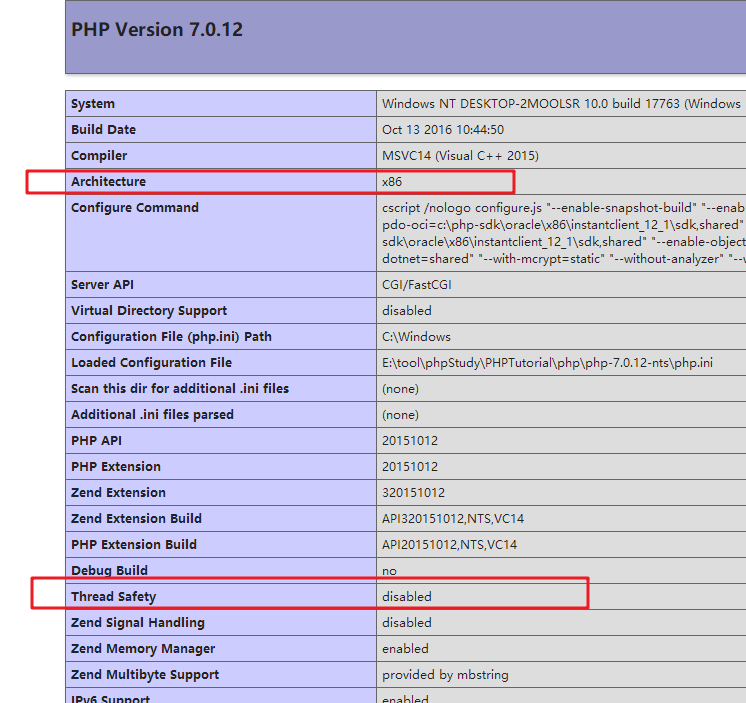 PHP Version 7.0.12
System Windows NT DESKTOP-2MOOLSR 10.0 build 17763 (Windows
Build Date Oct 13 2016 10:44:50
Compiler MSVC14 (Visual C++ 2015)
Architecture x86
Configure Command cscript /nologo configure.js "--enable-snapshot-build" "--enab
pdo-oci=c:\php-sdk\oracle\x86\instantclient_12_1\sdk,shared"
sdk\oracle\x86\instantclient_12_1\sdk,shared" "--enable-object
dotnet=shared" "--with-mcrypt=static" "--without-analyzer" "--w
Server API CGI/FastCGI
Virtual Directory Support disabled
Configuration File (php.ini) Path C:\Windows
Loaded Configuration File E:\tool\phpStudy\PHPTutorial\php\php-7.0.12-nts\php.ini
Scan this dir for additional .ini files (none)
Additional .ini files parsed (none)
PHP API 20151012
PHP Extension 20151012
Zend Extension 320151012
Zend Extension Build API320151012,NTS,VC14
PHP Extension Build API20151012,NTS,VC14
Debug Build no
Thread Safety disabled
Zend Signal Handling disabled
Zend Memory Manager enabled
Zend Multibyte Support provided by mbstring
IPv6 Support enabled